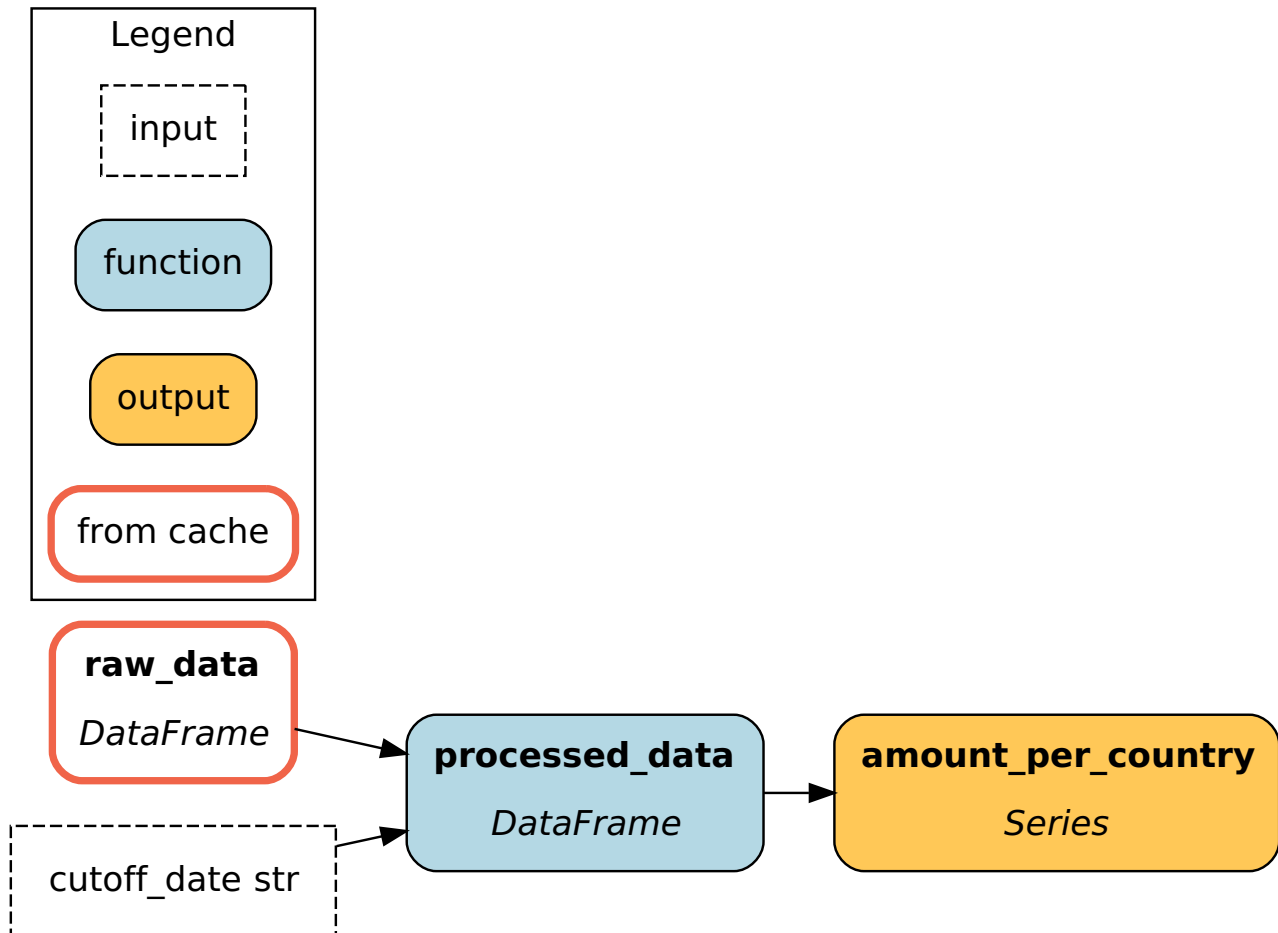 Legend
input
function
output
from cache
raw_data
DataFrame
cutoff_date str
processed_data
DataFrame
amount_per_country
Series